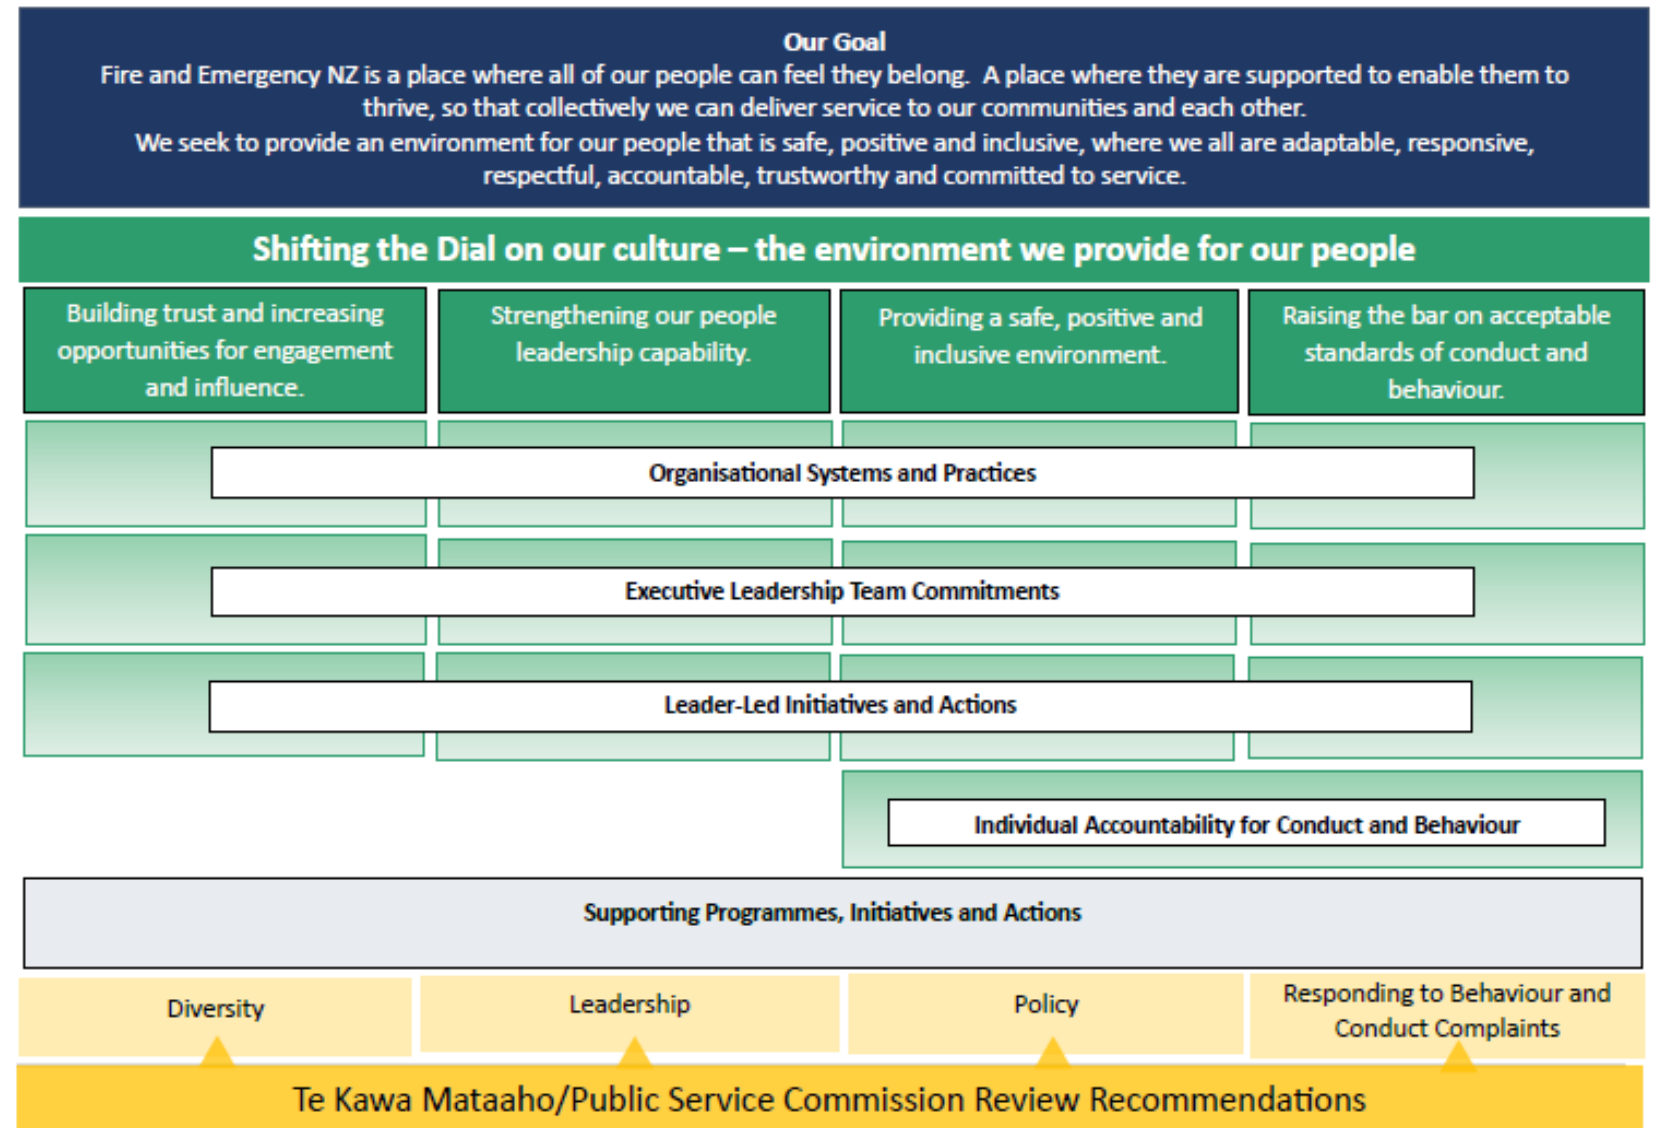 Our Goal
Fire and Emergency NZ is a place where all of our people can feel they belong. A place where they are supported to enable them to
thrive, so that collectively we can deliver service to our communities and each other.
We seek to provide an environment for our people that is safe, positive and inclusive, where we all are adaptable, responsive,
respectful, accountable, trustworthy and committed to service.
Shifting the Dial on our culture – the environment we provide for our people
Building trust and increasing
opportunities for engagement
and influence.
Strengthening our people
leadership capability.
Providing a safe, positive and
inclusive environment.
Raising the bar on acceptable
standards of conduct and
behaviour.
Organisational Systems and Practices
Executive Leadership Team Commitments
Leader-Led Initiatives and Actions
Individual Accountability for Conduct and Behaviour
Supporting Programmes, Initiatives and Actions
Diversity
Leadership
Policy
Responding to Behaviour and
Conduct Complaints
Te Kawa Mataaho/Public Service Commission Review Recommendations